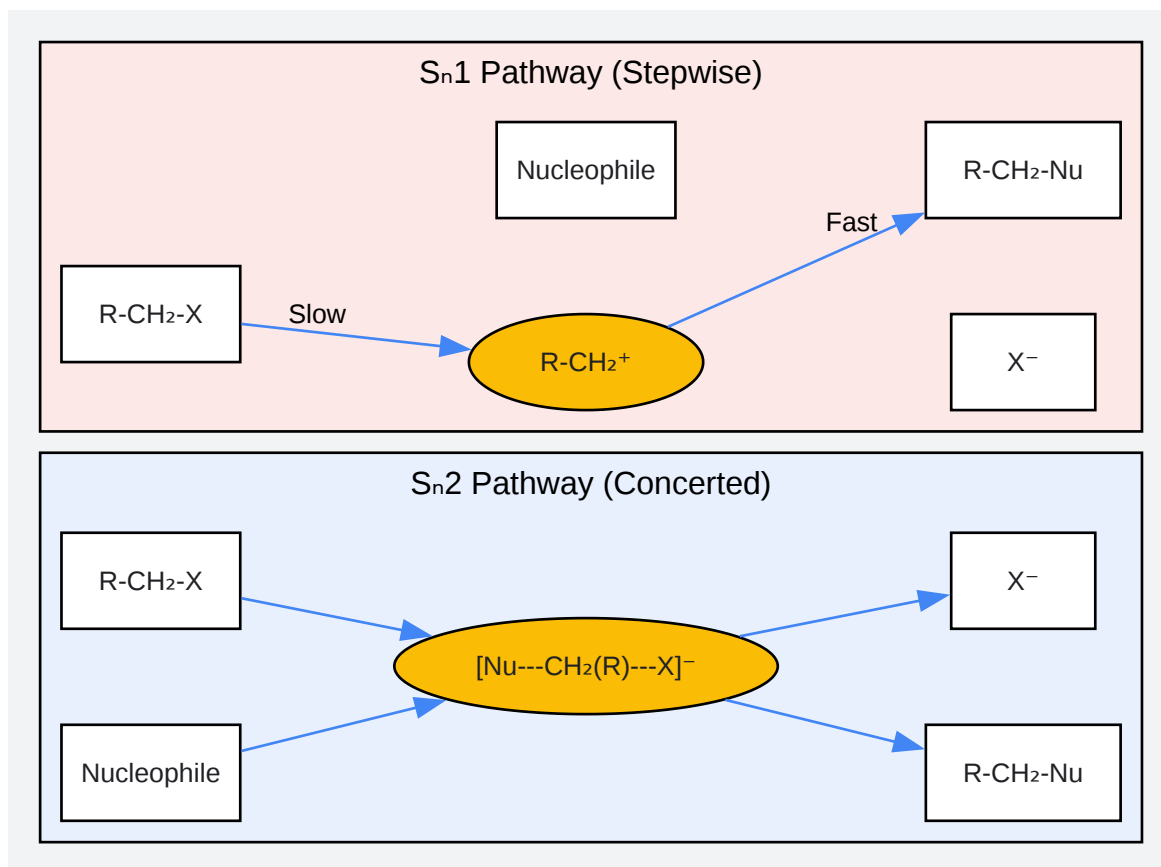 Sₙ1 Pathway (Stepwise)
Nucleophile
R-CH₂-Nu
Fast
R-CH₂-X
Slow
R-CH₂⁺
X⁻
Sₙ2 Pathway (Concerted)
R-CH₂-X
X⁻
[Nu---CH₂(R)---X]⁻
Nucleophile
R-CH₂-Nu